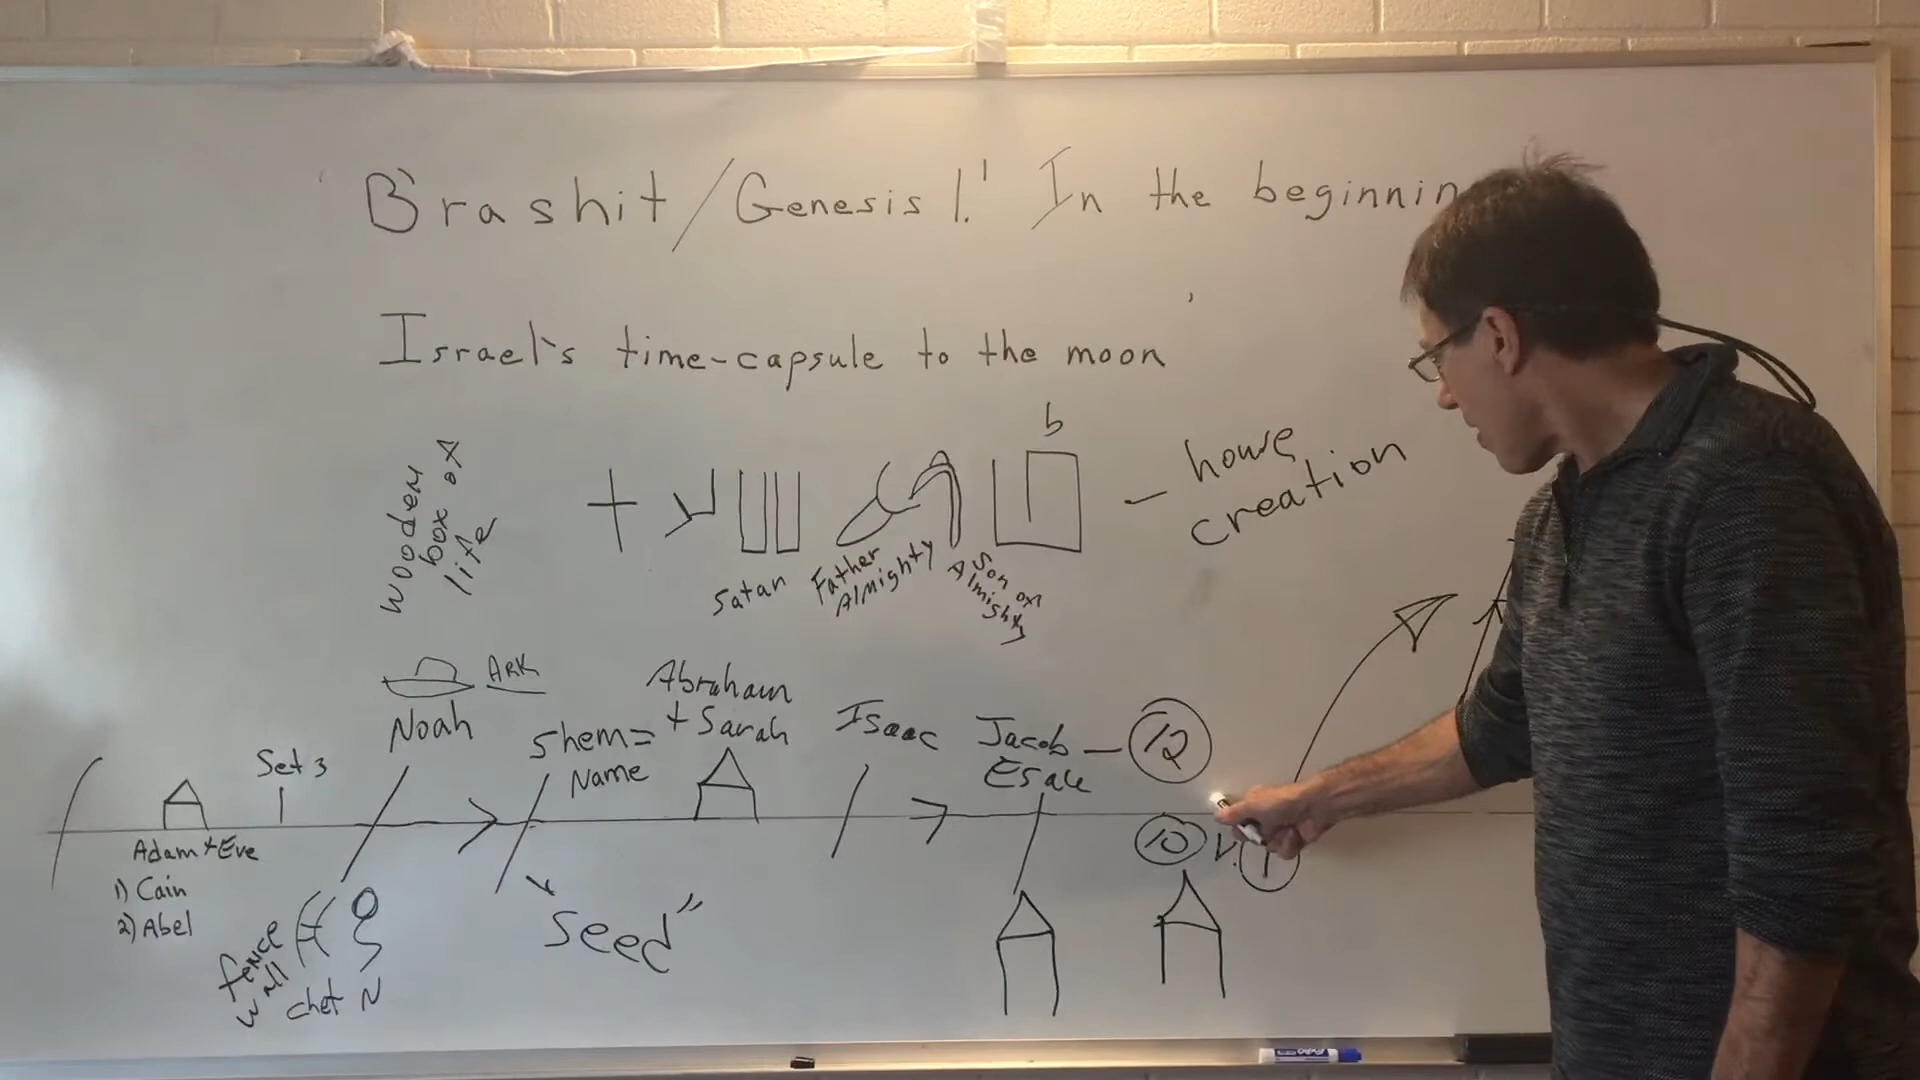 B'rashit/Genesis 1:1 In the beginnin
Israel's time-capsule to the moon
b
wooden
box of
life
house
creation
Satan
Father
Almighty
Son of
Almighty
ARK
Noah
Shem=
Name
Abraham
+ Sarah
Isaac
Jacob – 12
Esau
Set 3
Adam + Eve
1) Cain
2) Abel
10 v. 1
fence
wall
chet N
"seed"
EXPO